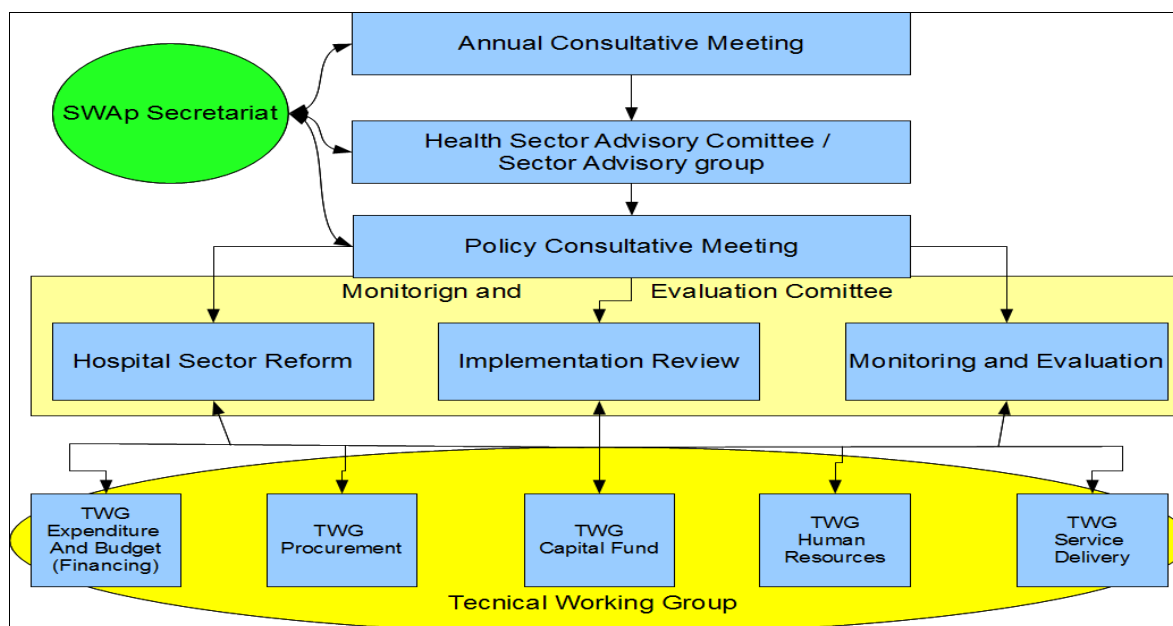 Annual Consultative Meeting
SWAp Secretariat
Health Sector Advisory Comittee /
Sector Advisory group
Policy Consultative Meeting
Monitorign and Evaluation Comittee
Hospital Sector Reform
Implementation Review
Monitoring and Evaluation
TWG
Expenditure
And Budget
(Financing)
TWG
Procurement
TWG
Capital Fund
TWG
Human
Resources
TWG
Service
Delivery
Tecnical Working Group